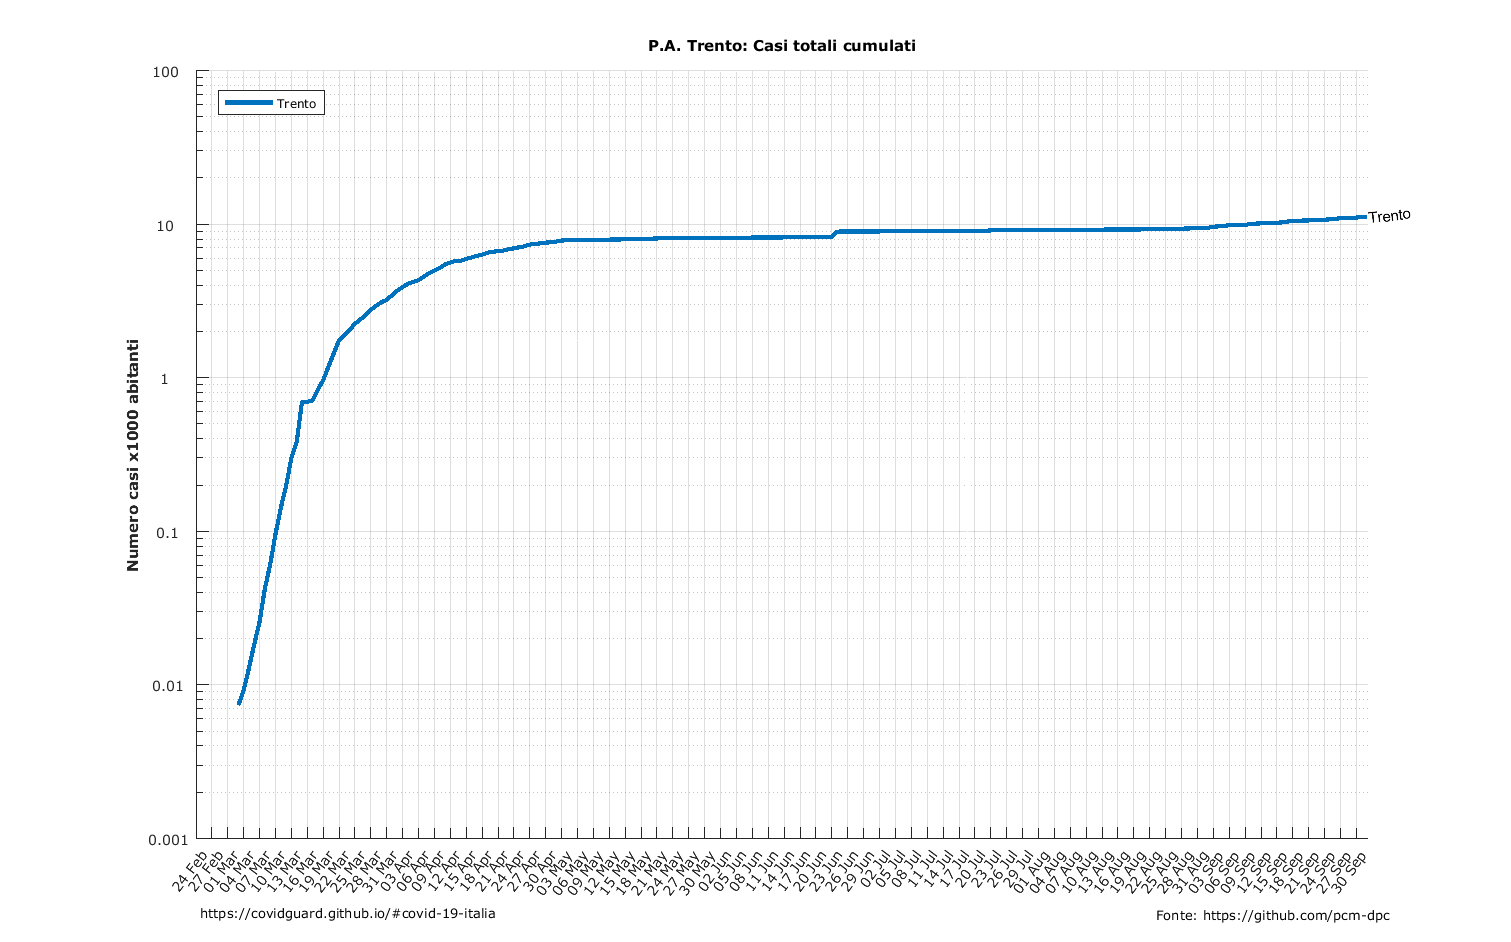 P.A. Trento: Casi totali cumulati
100
10
1
0.1
0.01
0.001
Numero casi x1000 abitanti
Trento
Trento
24 Feb
27 Feb
01 Mar
04 Mar
07 Mar
10 Mar
13 Mar
16 Mar
19 Mar
22 Mar
25 Mar
28 Mar
31 Mar
03 Apr
06 Apr
09 Apr
12 Apr
15 Apr
18 Apr
21 Apr
24 Apr
27 Apr
30 Apr
03 May
06 May
09 May
12 May
15 May
18 May
21 May
24 May
27 May
30 May
02 Jun
05 Jun
08 Jun
11 Jun
14 Jun
17 Jun
20 Jun
23 Jun
26 Jun
29 Jun
02 Jul
05 Jul
08 Jul
11 Jul
14 Jul
17 Jul
20 Jul
23 Jul
26 Jul
29 Jul
01 Aug
04 Aug
07 Aug
10 Aug
13 Aug
16 Aug
19 Aug
22 Aug
25 Aug
28 Aug
31 Aug
03 Sep
06 Sep
09 Sep
12 Sep
15 Sep
18 Sep
21 Sep
24 Sep
27 Sep
30 Sep
https://covidguard.github.io/#covid-19-italia
Fonte: https://github.com/pcm-dpc